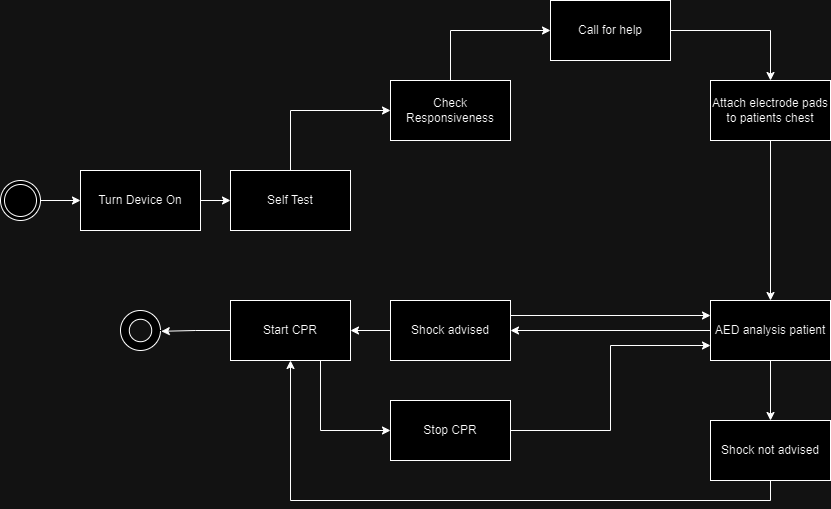 Call for help
Check
Responsiveness
Attach electrode pads
to patients chest
Turn Device On
Self Test
Start CPR
Shock advised
AED analysis patient
Stop CPR
Shock not advised